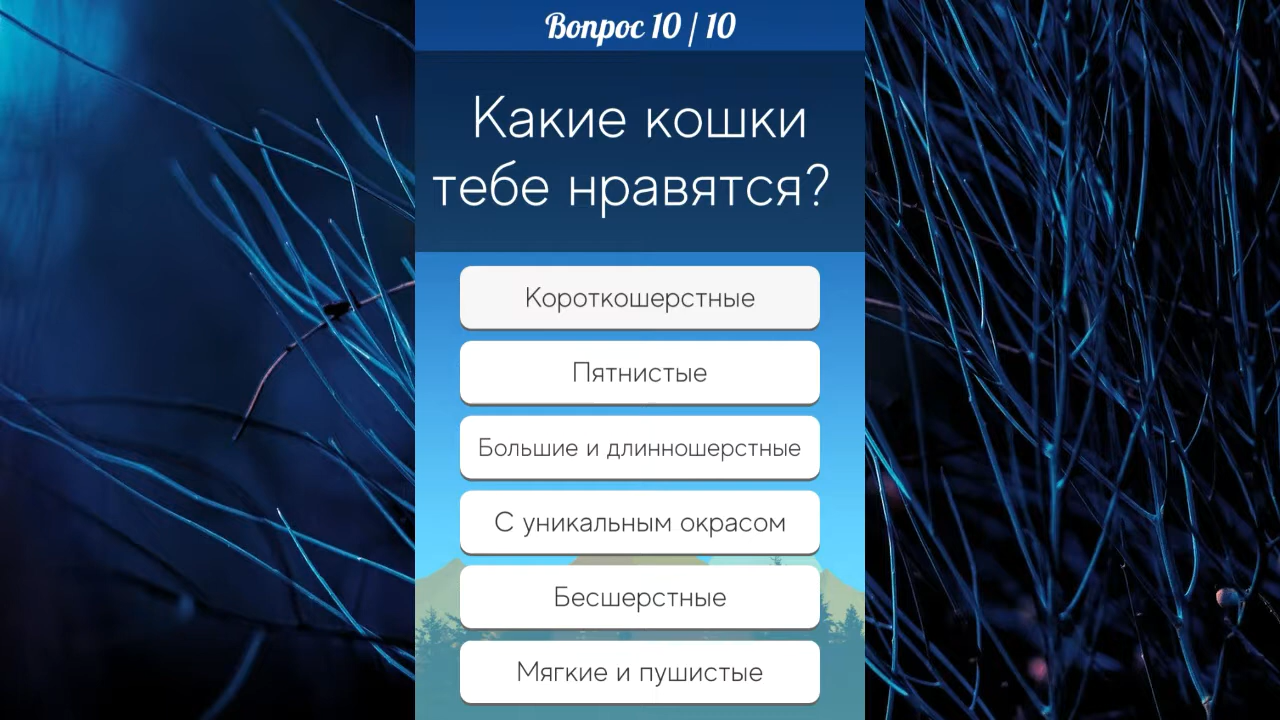 Вопрос 10 / 10
Какие кошки
тебе нравятся?
Короткошерстные
Пятнистые
Большие и длинношерстные
С уникальным окрасом
Бесшерстные
Мягкие и пушистые